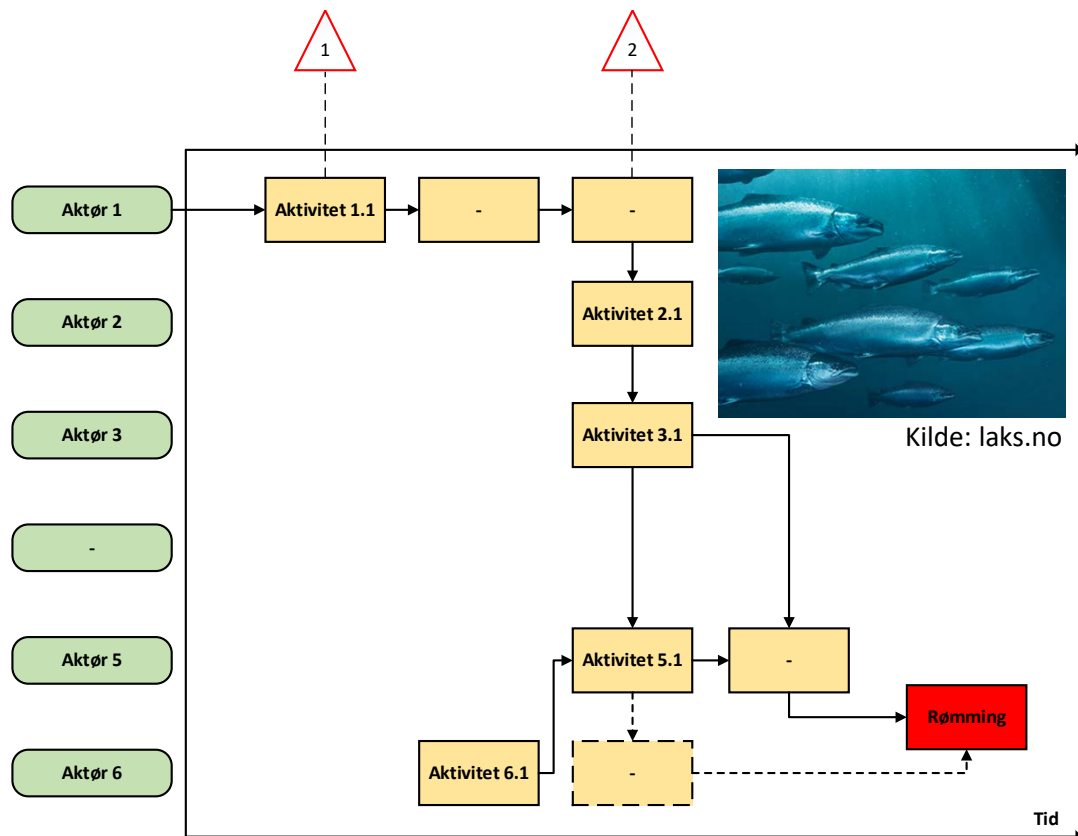 1
2
Aktør 1
Aktivitet 1.1
-
-
Aktør 2
Aktivitet 2.1
Aktør 3
Aktivitet 3.1
Kilde: laks.no
-
Aktør 5
Aktivitet 5.1
-
Rømming
Aktør 6
Aktivitet 6.1
-
Tid